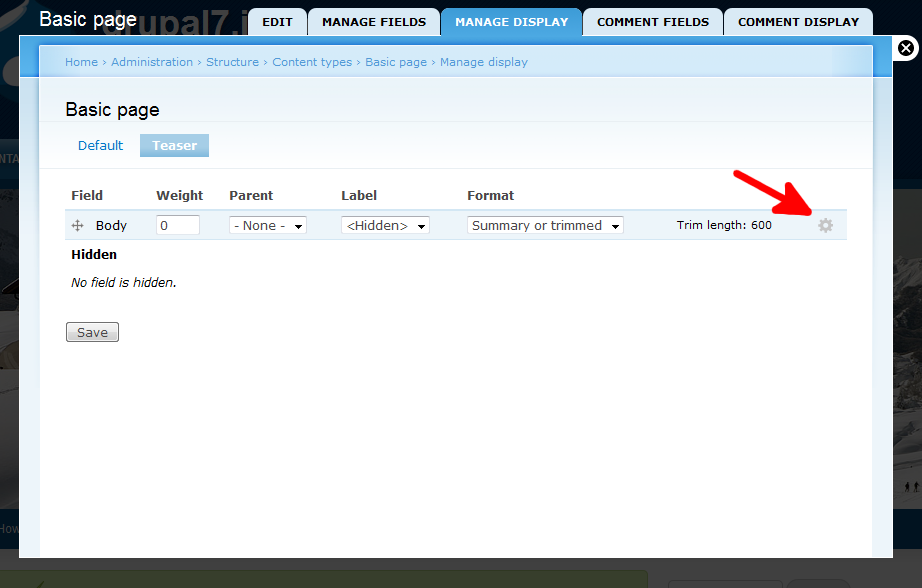 drupal7.i
Basic page
EDIT
MANAGE FIELDS
MANAGE DISPLAY
COMMENT FIELDS
COMMENT DISPLAY
Home › Administration › Structure › Content types › Basic page › Manage display
Basic page
Default
Teaser
NTA
Field Weight Parent Label Format
Body 0 - None - <Hidden> Summary or trimmed Trim length: 600
Hidden
No field is hidden.
Save
How